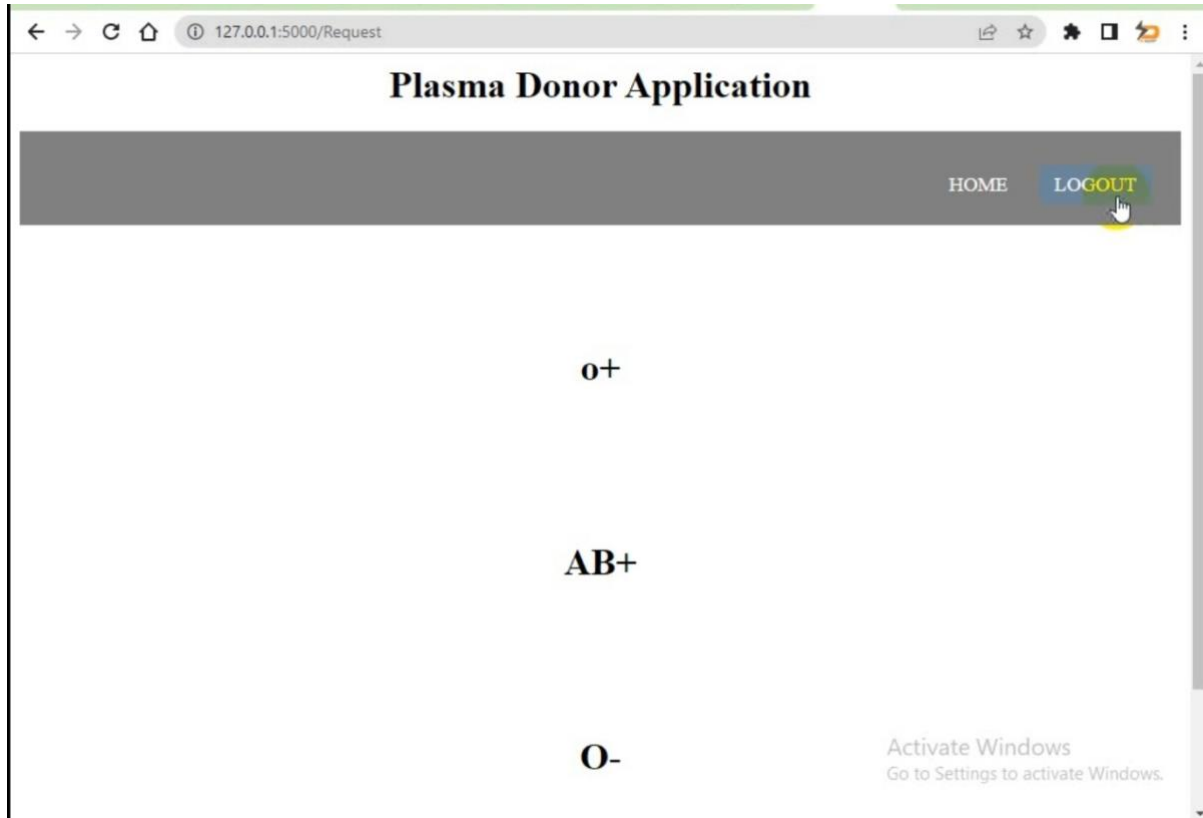 127.0.0.1:5000/Request
Plasma Donor Application
HOME LOGOUT
o+
AB+
O-
Activate Windows
Go to Settings to activate Windows.